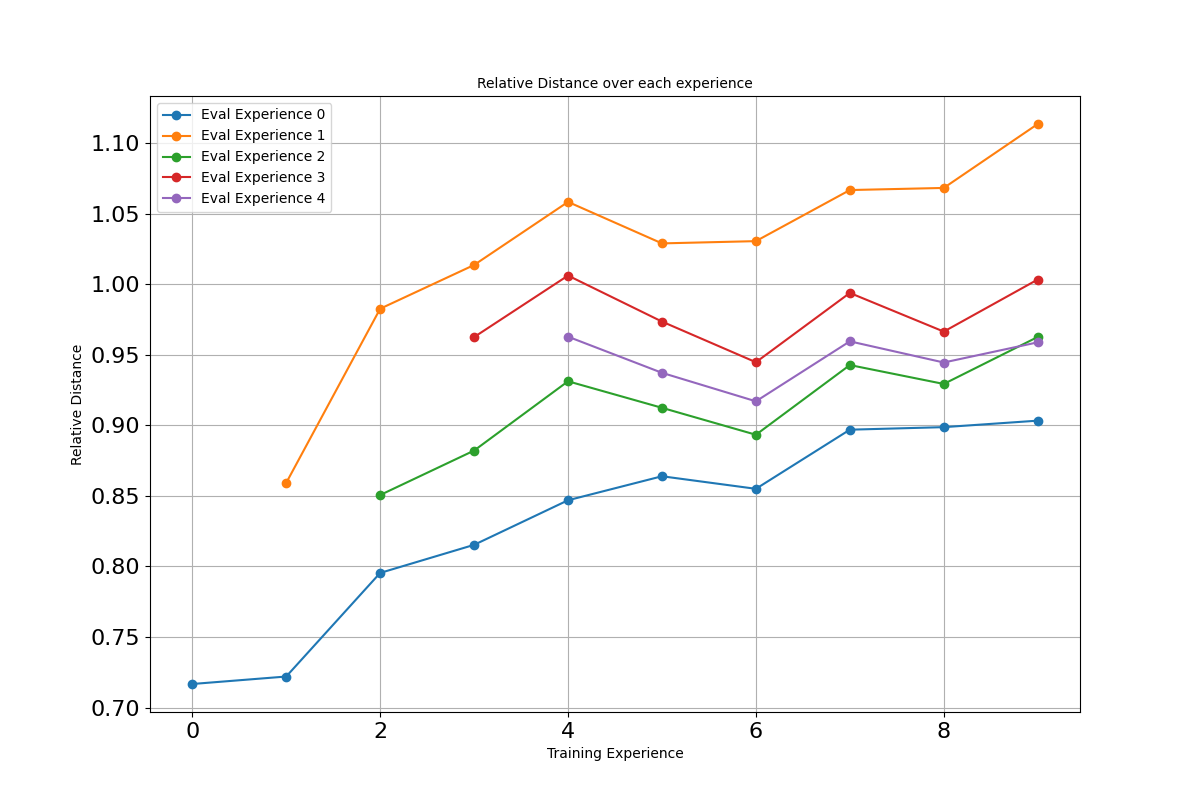 Relative Distance over each experience
Eval Experience 0
Eval Experience 1
Eval Experience 2
Eval Experience 3
Eval Experience 4
1.10
1.05
1.00
0.95
0.90
0.85
0.80
0.75
0.70
Relative Distance
0 2 4 6 8
Training Experience